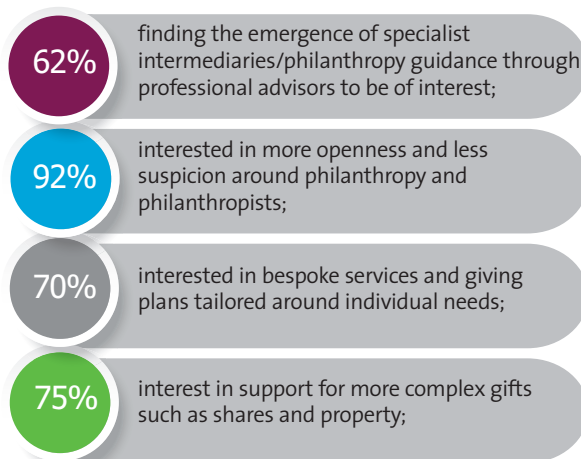 62%
finding the emergence of specialist
intermediaries/philanthropy guidance through
professional advisors to be of interest;
92%
interested in more openness and less
suspicion around philanthropy and
philanthropists;
70%
interested in bespoke services and giving
plans tailored around individual needs;
75%
interest in support for more complex gifts
such as shares and property;